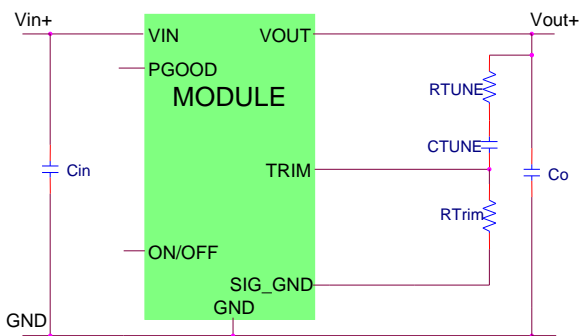 Vin+
Vout+
VIN
VOUT
PGOOD
MODULE
RTUNE
CTUNE
TRIM
Cin
Co
RTrim
ON/OFF
SIG_GND
GND
GND